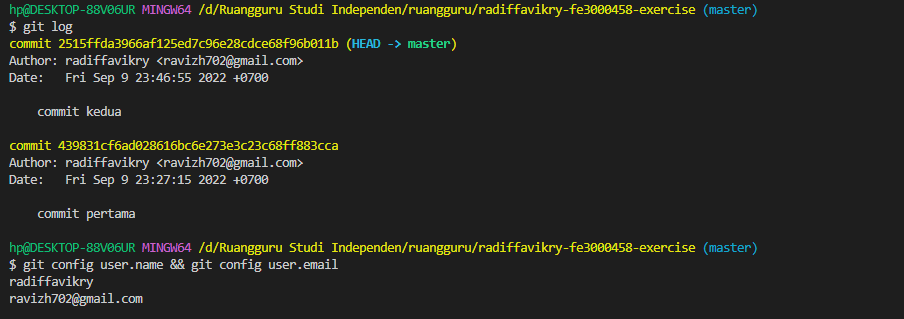 hp@DESKTOP-88V06UR MINGW64 /d/Ruangguru Studi Independen/ruangguru/radiffavikry-fe3000458-exercise (master)
$ git log
commit 2515ffda3966af125ed7c96e28cdce68f96b011b (HEAD -> master)
Author: radiffavikry <ravizh702@gmail.com>
Date:   Fri Sep 9 23:46:55 2022 +0700
commit kedua
commit 439831cf6ad028616bc6e273e3c23c68ff883cca
Author: radiffavikry <ravizh702@gmail.com>
Date:   Fri Sep 9 23:27:15 2022 +0700
commit pertama
hp@DESKTOP-88V06UR MINGW64 /d/Ruangguru Studi Independen/ruangguru/radiffavikry-fe3000458-exercise (master)
$ git config user.name && git config user.email
radiffavikry
ravizh702@gmail.com